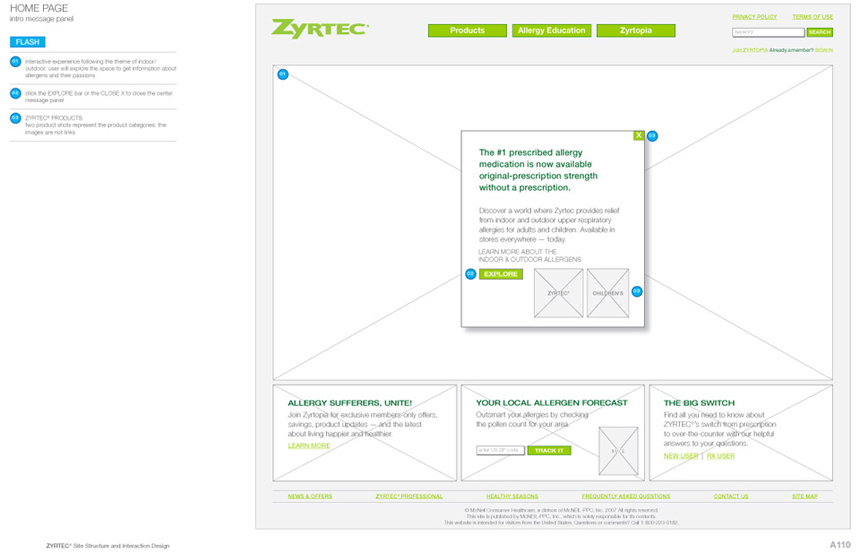 HOME PAGE
intro message panel
FLASH
01
interactive experience following the theme of indoor/
outdoor; user will explore the space to get information about
allergens and their passions
02
click the EXPLORE bar or the CLOSE X to close the center
message panel
03
ZYRTEC® PRODUCTS
two product shots represent the product categories; the
images are not links
ZYRTEC®
Products
Allergy Education
Zyrtopia
PRIVACY POLICY
TERMS OF USE
SEARCH
Join ZYRTOPIA Already a member? SIGN IN
01
X
The #1 prescribed allergy
medication is now available
original-prescription strength
without a prescription.
Discover a world where Zyrtec provides relief
from indoor and outdoor upper respiratory
allergies for adults and children. Available in
stores everywhere — today.
LEARN MORE ABOUT THE
INDOOR & OUTDOOR ALLERGENS
02
EXPLORE
ZYRTEC®
CHILDREN'S
ALLERGY SUFFERERS, UNITE!
Join Zyrtopia for exclusive members-only offers,
savings, product updates — and the latest
about living happier and healthier.
LEARN MORE
YOUR LOCAL ALLERGEN FORECAST
Outsmart your allergies by checking
the pollen count for your area.
enter US ZIP code
TRACK IT
THE BIG SWITCH
Find all you need to know about
ZYRTEC®'s switch from prescription
to over-the-counter with our helpful
answers to your questions.
NEW USER | RX USER
NEWS & OFFERS
ZYRTEC® PROFESSIONAL
HEALTHY SEASONS
FREQUENTLY ASKED QUESTIONS
CONTACT US
SITE MAP
© McNeil Consumer Healthcare, a division of McNEIL-PPC, Inc. 2007 All rights reserved.
This site is published by McNEIL-PPC, Inc., which is solely responsible for its contents.
This website is intended for visitors from the United States. Questions or comments? Call
ZYRTEC® Site Structure and Interaction Design
A110